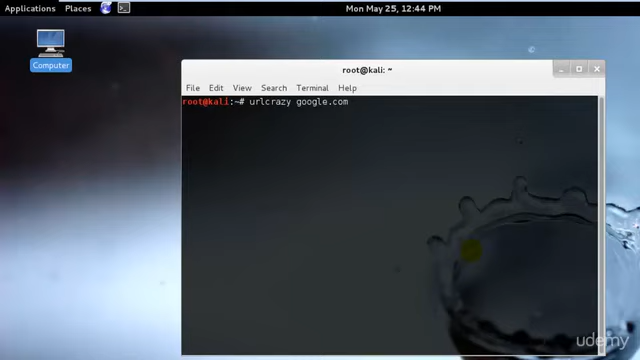 Applications Places Mon May 25, 12:44 PM
Computer
root@kali: ~
File Edit View Search Terminal Help
root@kali:~# urlcrazy google.com
udemy